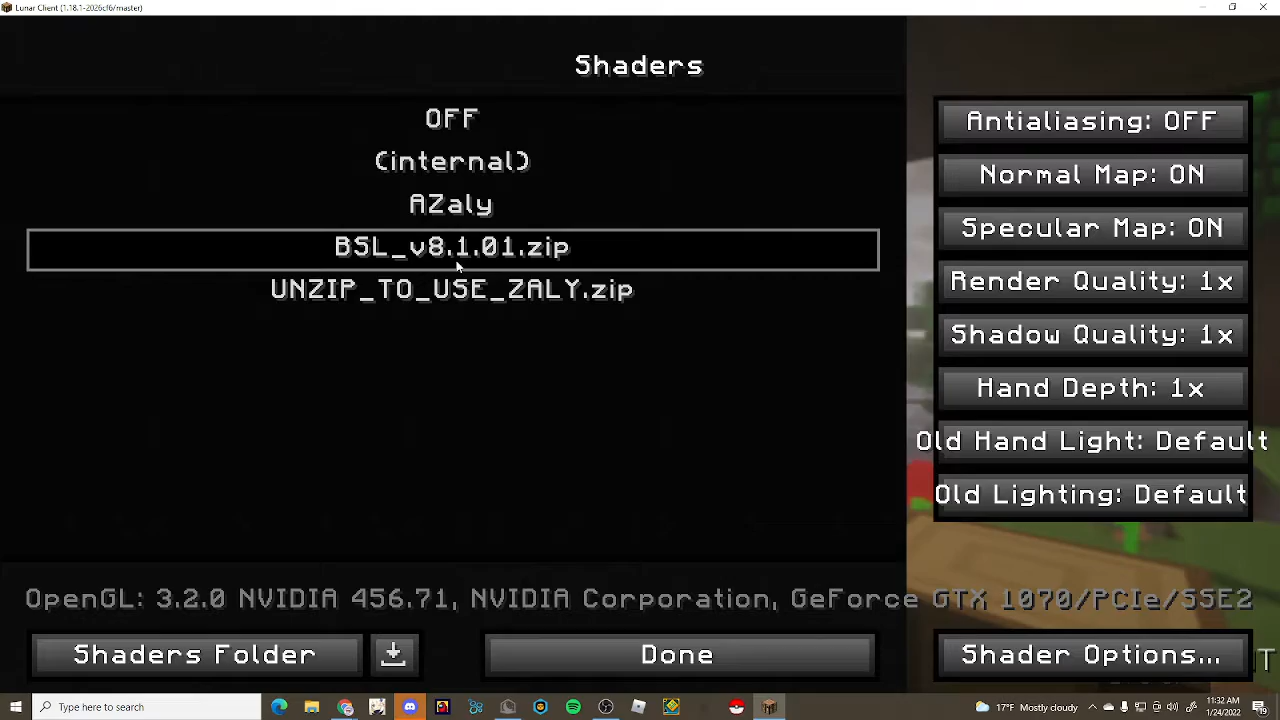 Lunar Client (1.18.1-2026cf6/master)
Shaders
OFF
(internal)
AZaly
BSL_v8.1.01.zip
UNZIP_TO_USE_ZALY.zip
Antialiasing: OFF
Normal Map: ON
Specular Map: ON
Render Quality: 1x
Shadow Quality: 1x
Hand Depth: 1x
Old Hand Light: Default
Old Lighting: Default
OpenGL: 3.2.0 NVIDIA 456.71, NVIDIA Corporation, GeForce GTX 1070/PCIe/SSE2
Shaders Folder
Done
Shader Options...
T
Type here to search
17°F Mostly cloudy
11:32 AM
1/24/2022